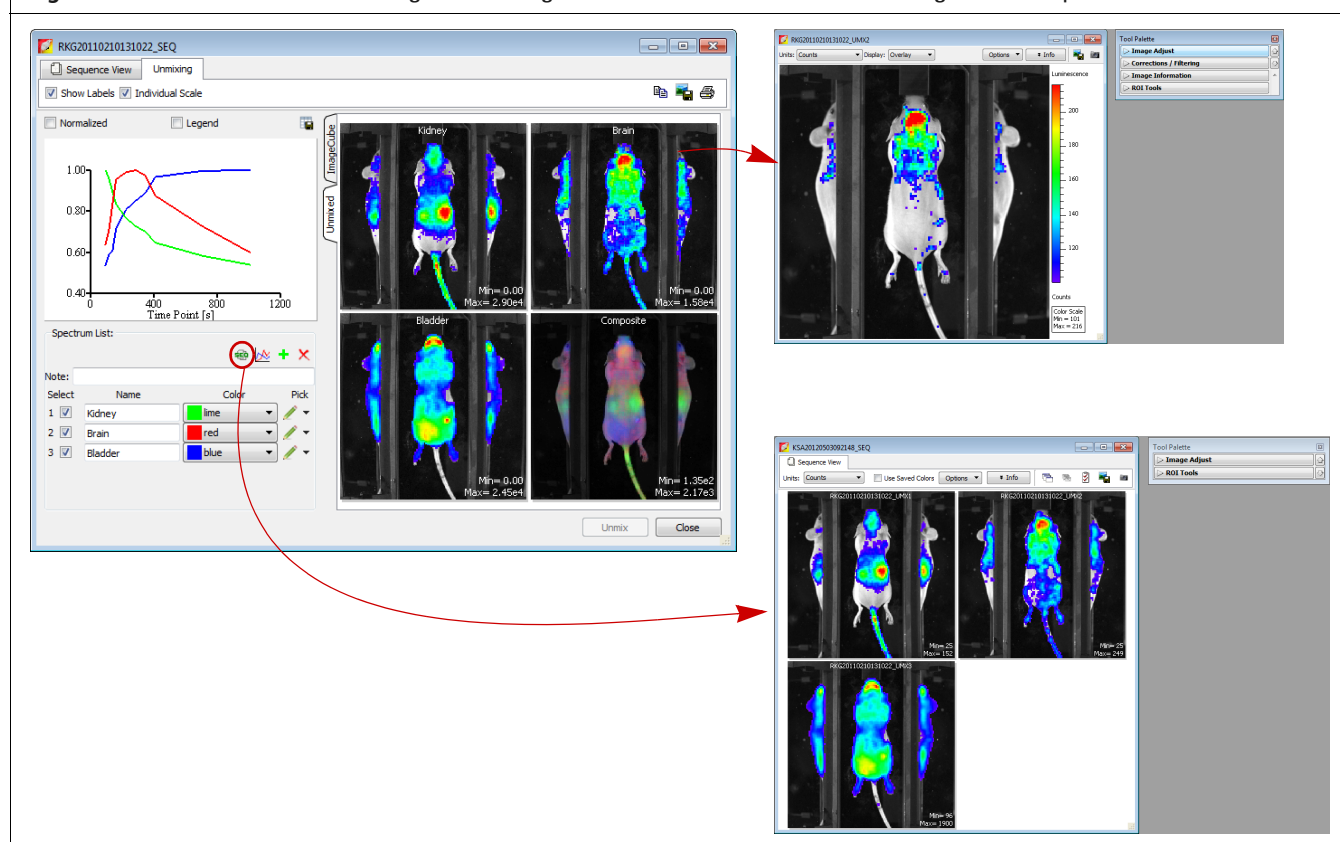 RKG20110210131022_SEQ
Sequence View Unmixing
Show Labels Individual Scale
Normalized Legend
1.00
0.80
0.60
0.40
0 400 800 1200
Time Point [s]
Spectrum List:
SEQ
Note:
Select Name Color Pick
1 Kidney lime
2 Brain red
3 Bladder blue
ImageCube
Unmixed
Kidney
Min= 0.00
Max= 2.90e4
Brain
Min= 0.00
Max= 1.58e4
Bladder
Min= 0.00
Max= 2.45e4
Composite
Min= 1.35e2
Max= 2.17e3
Unmix Close
RKG20110210131022_UMX2
Units: Counts Display: Overlay Options Info
Luminescence
200
180
160
140
120
Counts
Color Scale
Min = 101
Max = 216
Tool Palette
Image Adjust
Corrections / Filtering
Image Information
ROI Tools
KSA20120503092148_SEQ
Sequence View
Units: Counts Use Saved Colors Options Info
RKG20110210131022_UMX1
Min= 25
Max= 152
RKG20110210131022_UMX2
Min= 25
Max= 249
RKG20110210131022_UMX3
Min= 96
Max= 1900
Tool Palette
Image Adjust
ROI Tools